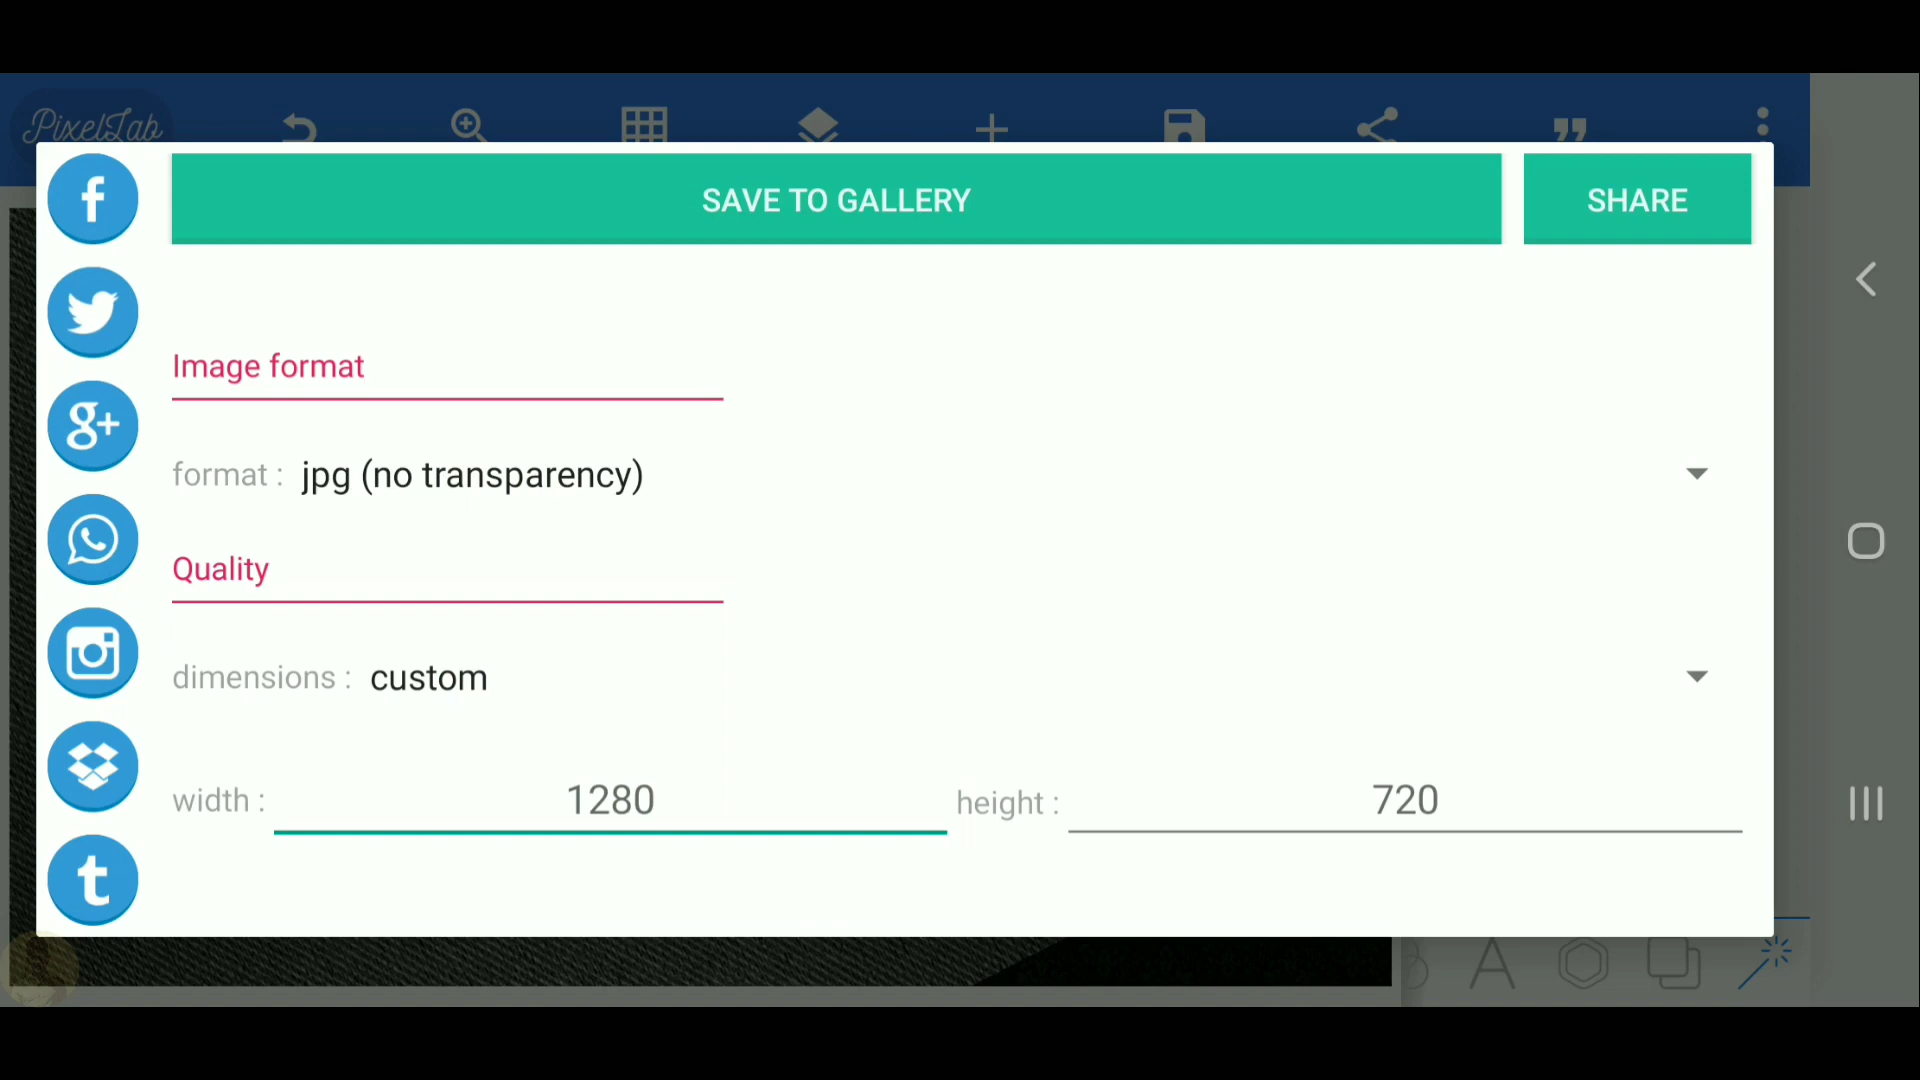 PixelLab
SAVE TO GALLERY
SHARE
Image format
format : jpg (no transparency)
Quality
dimensions : custom
width : 1280 height : 720